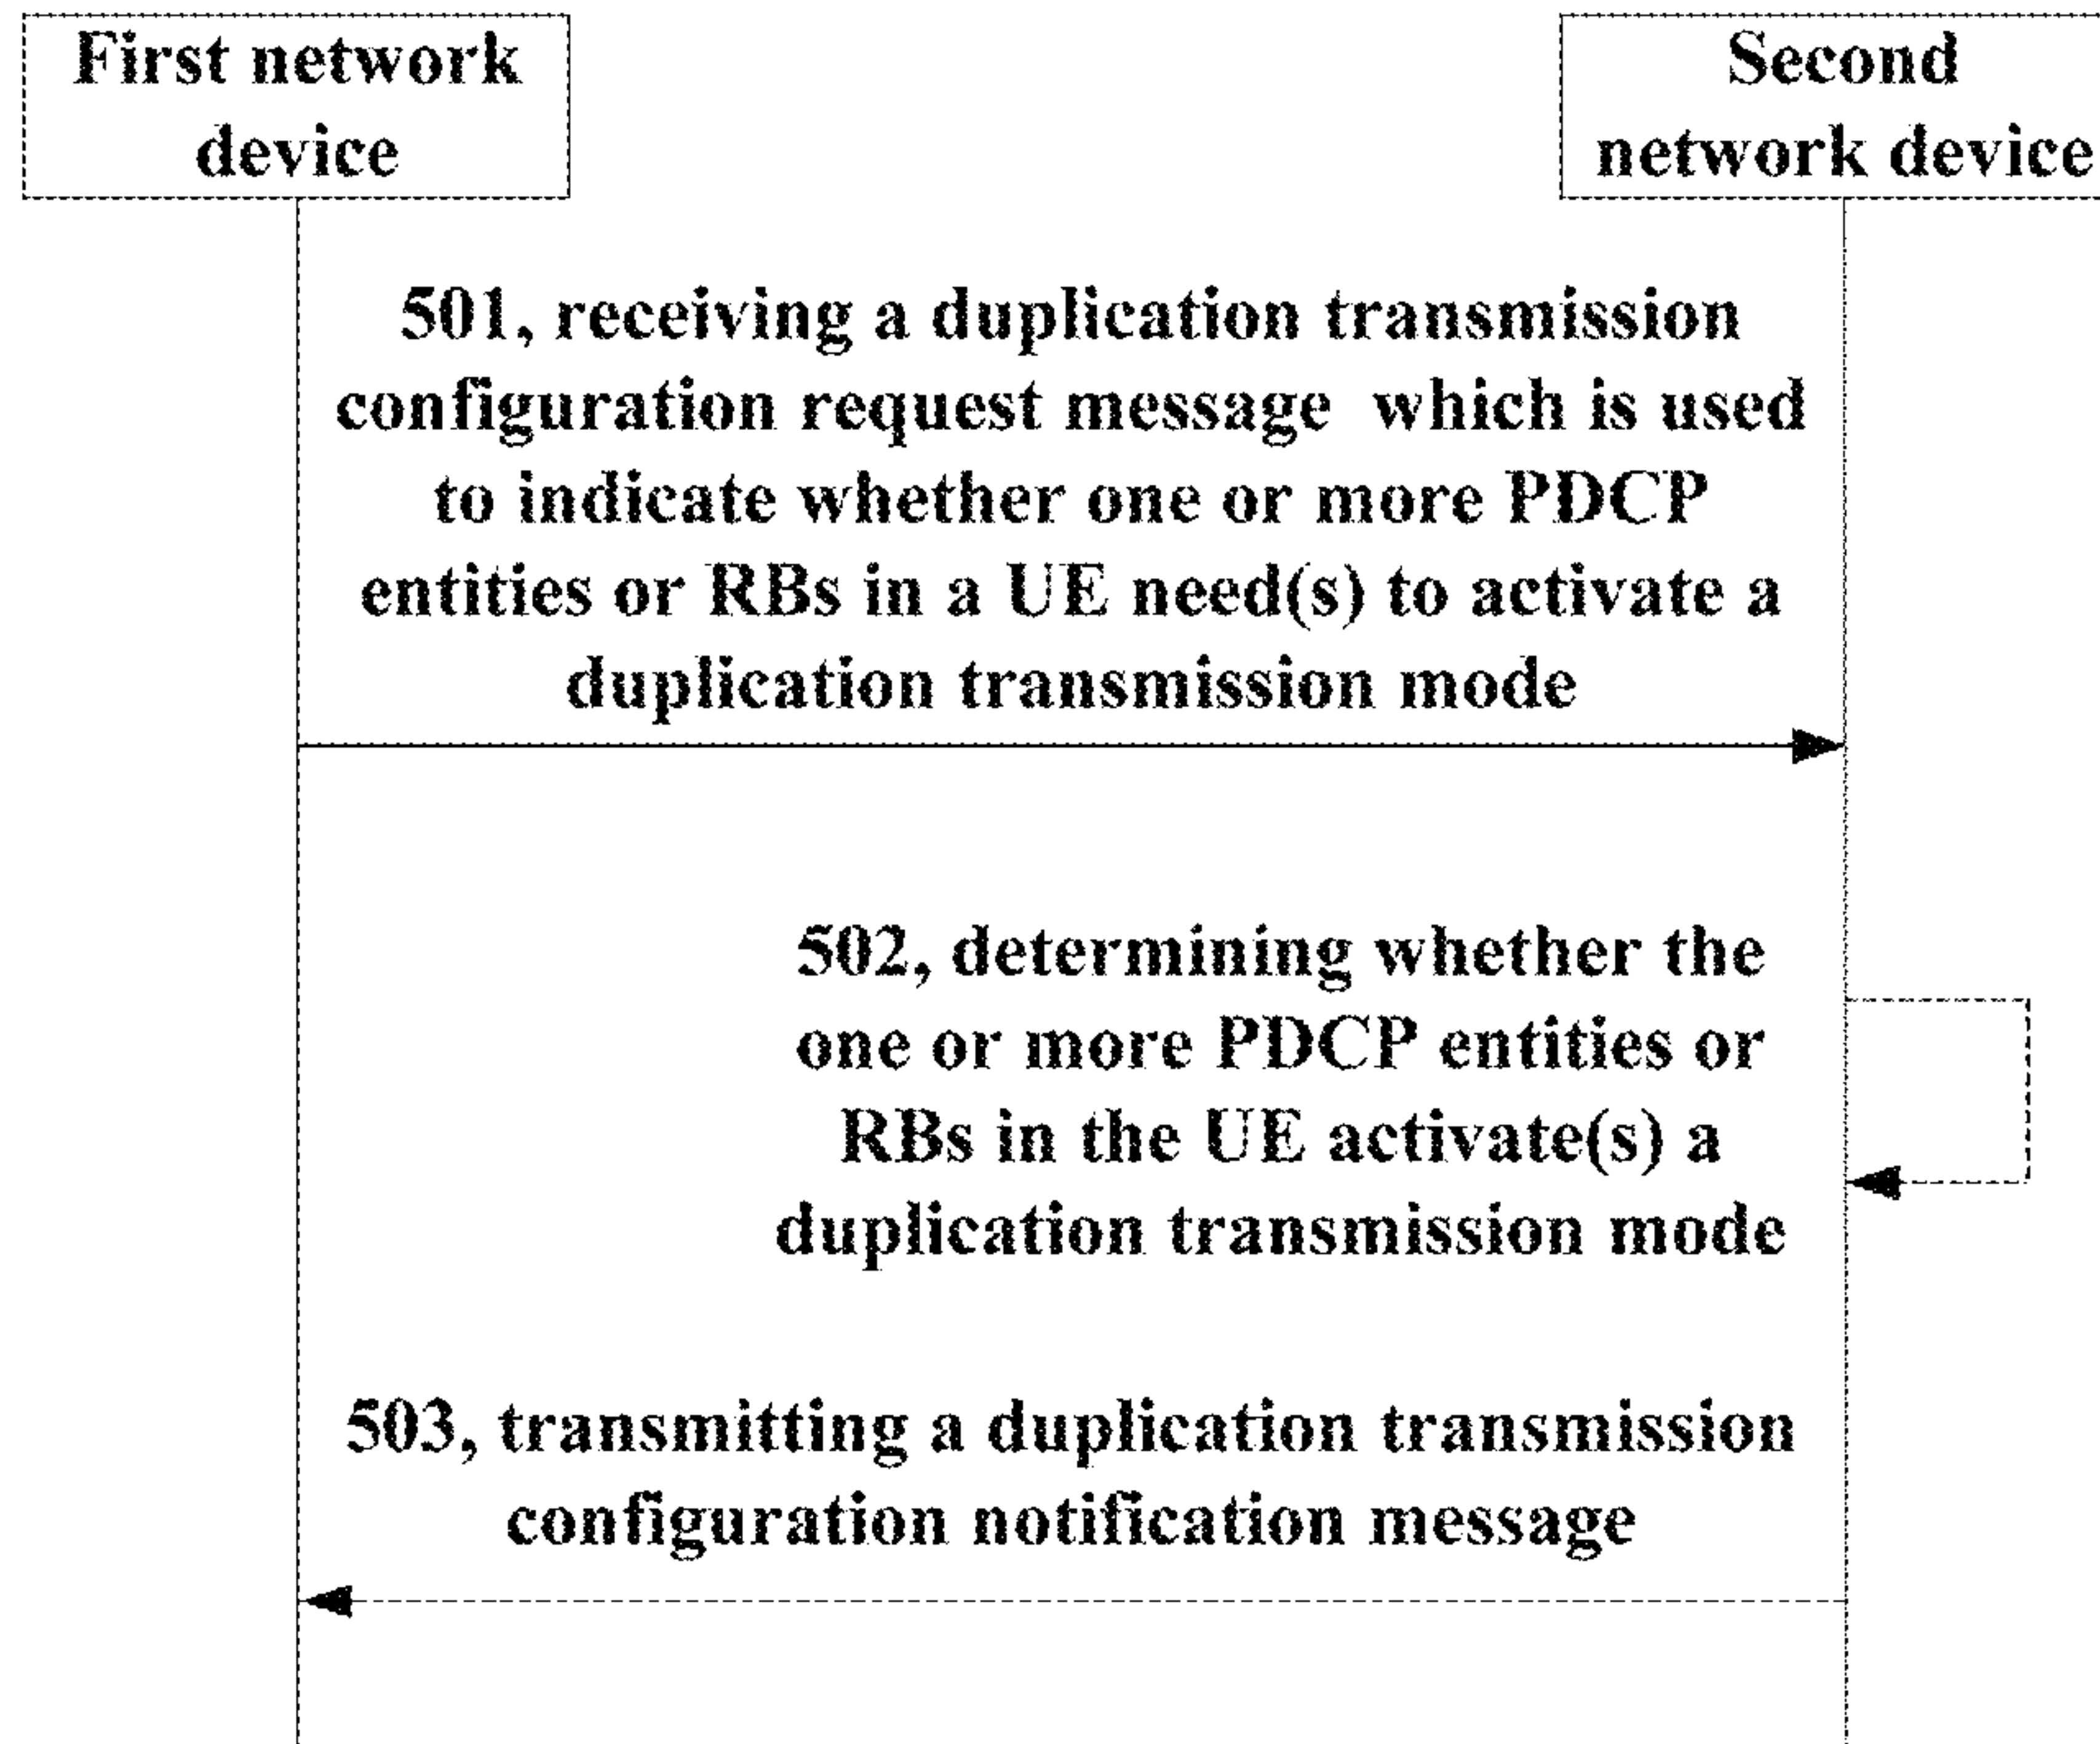 First network
device
Second
network device
501, receiving a duplication transmission
configuration request message which is used
to indicate whether one or more PDCP
entities or RBs in a UE need(s) to activate a
duplication transmission mode
502, determining whether the
one or more PDCP entities or
RBs in the UE activate(s) a
duplication transmission mode
503, transmitting a duplication transmission
configuration notification message